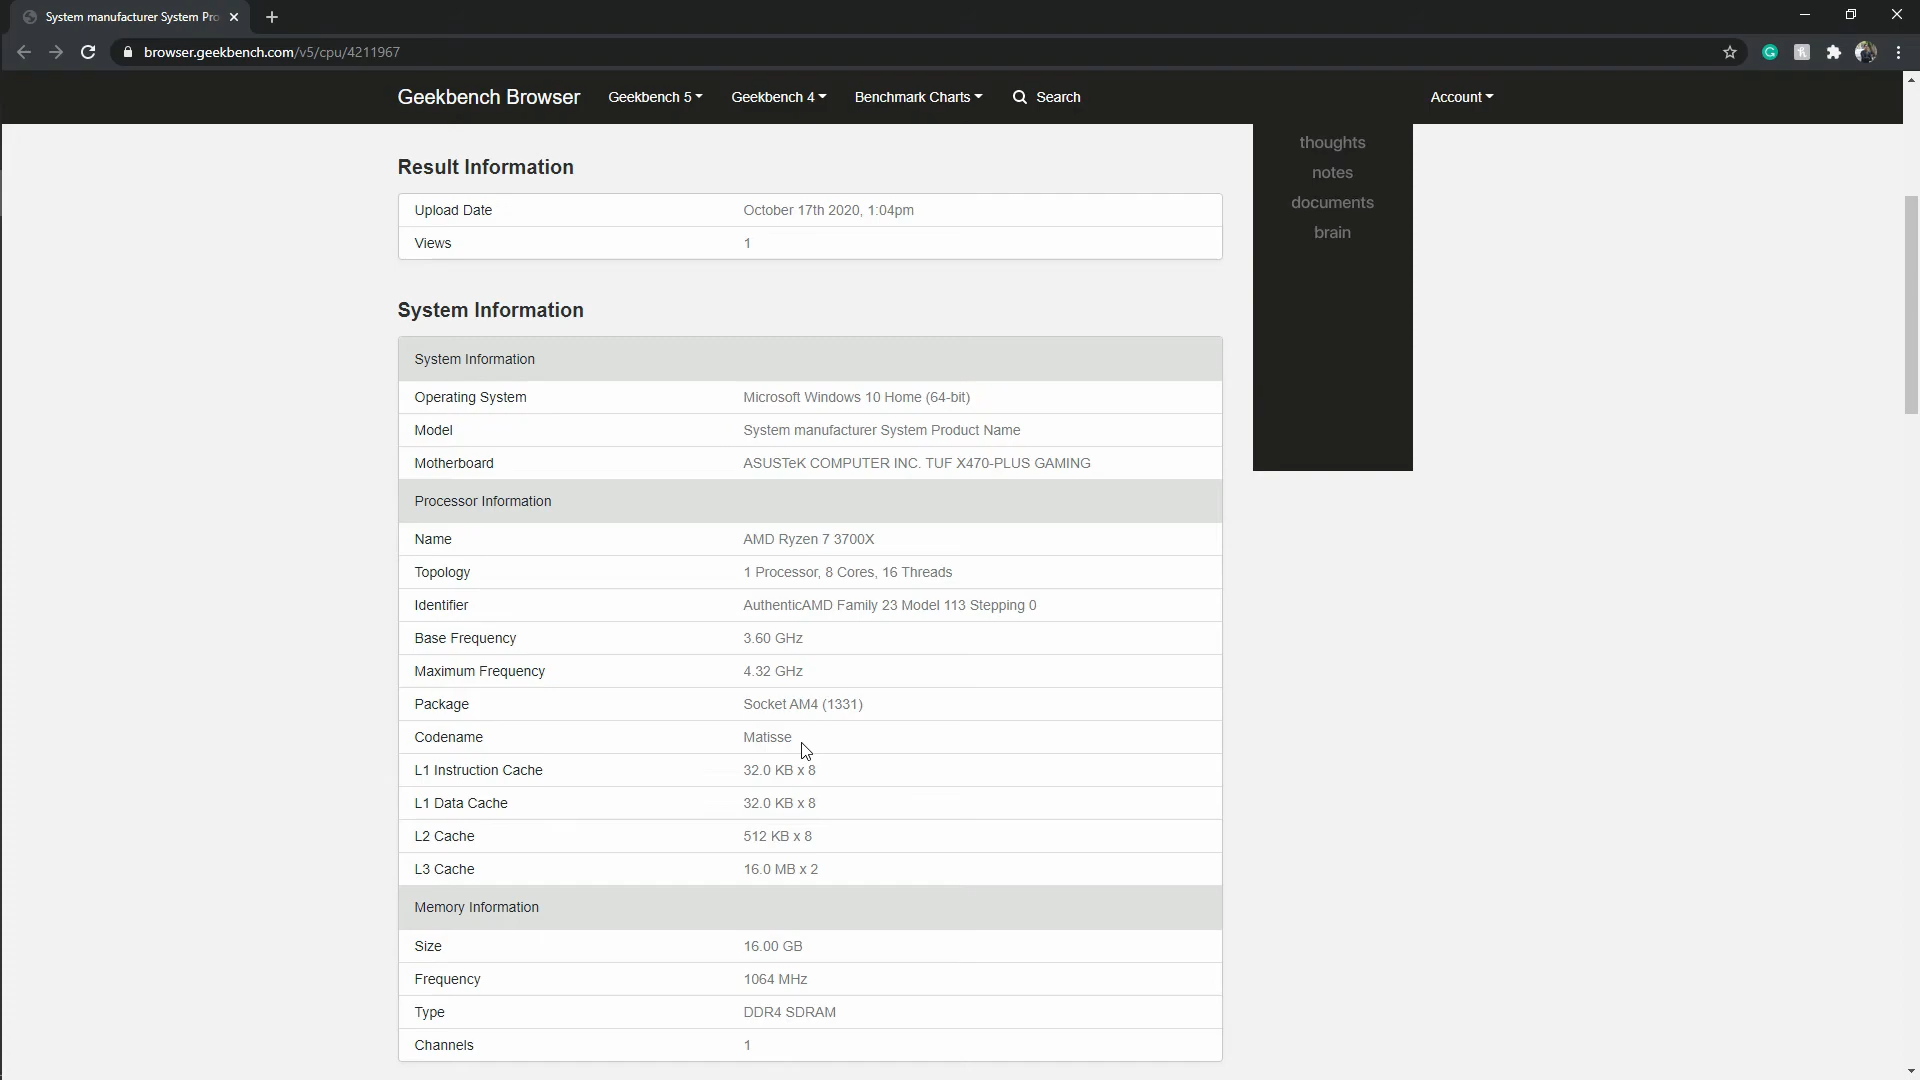 System manufacturer System Pro
browser.geekbench.com/v5/cpu/4211967
Geekbench Browser Geekbench 5 Geekbench 4 Benchmark Charts Search Account
thoughts
notes
documents
brain
Result Information
Upload Date October 17th 2020, 1:04pm
Views 1
System Information
System Information
Operating System Microsoft Windows 10 Home (64-bit)
Model System manufacturer System Product Name
Motherboard ASUSTeK COMPUTER INC. TUF X470-PLUS GAMING
Processor Information
Name AMD Ryzen 7 3700X
Topology 1 Processor, 8 Cores, 16 Threads
Identifier AuthenticAMD Family 23 Model 113 Stepping 0
Base Frequency 3.60 GHz
Maximum Frequency 4.32 GHz
Package Socket AM4 (1331)
Codename Matisse
L1 Instruction Cache 32.0 KB x 8
L1 Data Cache 32.0 KB x 8
L2 Cache 512 KB x 8
L3 Cache 16.0 MB x 2
Memory Information
Size 16.00 GB
Frequency 1064 MHz
Type DDR4 SDRAM
Channels 1